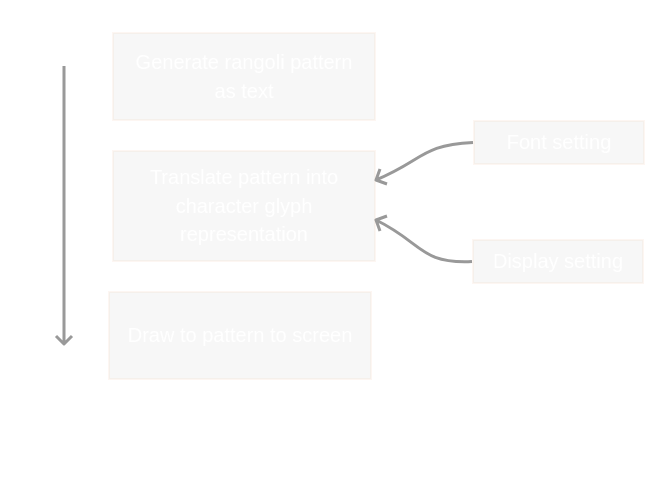 Generate rangoli pattern
as text
Font setting
Translate pattern into
character glyph
representation
Display setting
Draw to pattern to screen